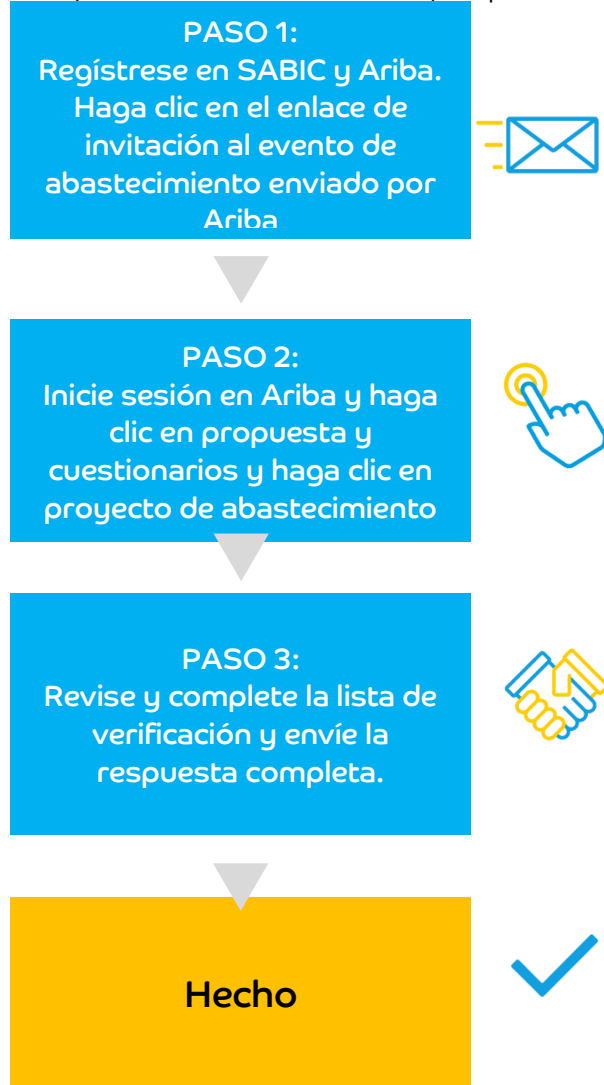 PASO 1:
Regístrese en SABIC y Ariba.
Haga clic en el enlace de
invitación al evento de
abastecimiento enviado por
Ariba
PASO 2:
Inicie sesión en Ariba y haga
clic en propuesta y
cuestionarios y haga clic en
proyecto de abastecimiento
PASO 3:
Revise y complete la lista de
verificación y envíe la
respuesta completa.
Hecho